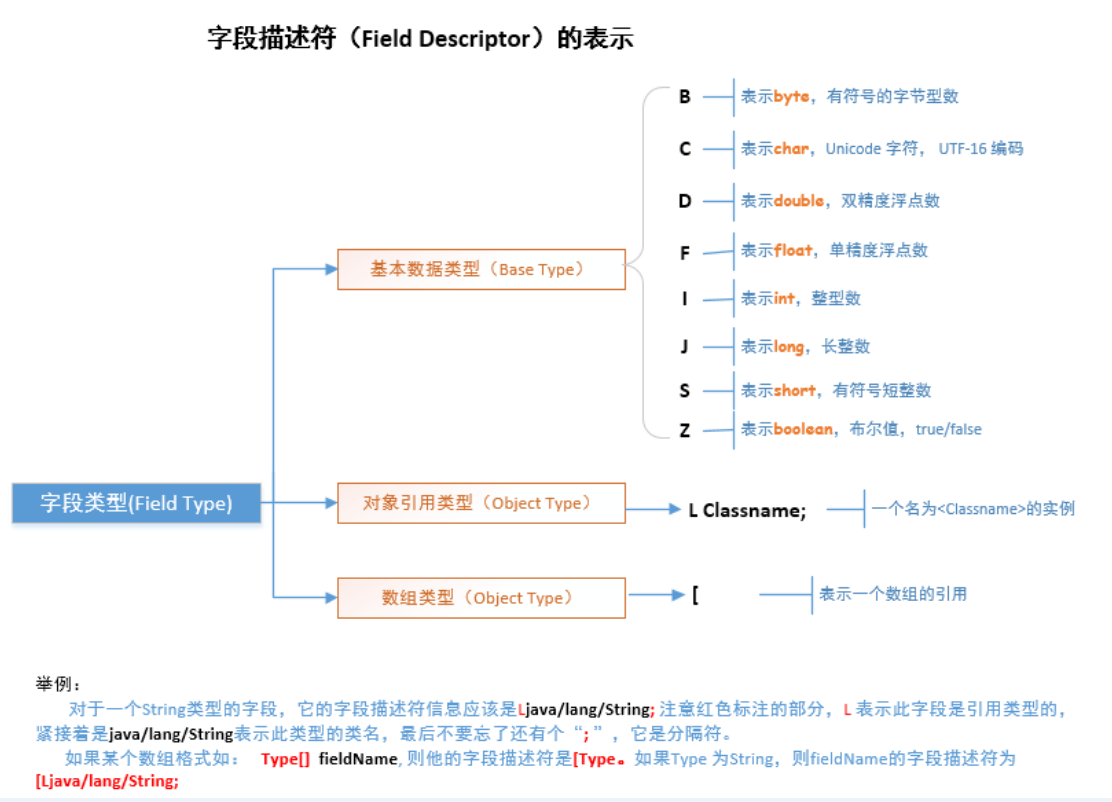 字段描述符（Field Descriptor）的表示
B 表示byte，有符号的字节型数
C 表示char，Unicode 字符， UTF-16 编码
D 表示double，双精度浮点数
F 表示float，单精度浮点数
I 表示int，整型数
J 表示long，长整数
S 表示short，有符号短整数
Z 表示boolean，布尔值，true/false
基本数据类型（Base Type）
字段类型(Field Type)
对象引用类型（Object Type）
L Classname;
一个名为<Classname>的实例
数组类型（Object Type）
[
表示一个数组的引用
举例：
对于一个String类型的字段，它的字段描述符信息应该是Ljava/lang/String; 注意红色标注的部分，L 表示此字段是引用类型的，
紧接着是java/lang/String表示此类型的类名，最后不要忘了还有个“;”，它是分隔符。
如果某个数组格式如： Type[] fieldName, 则他的字段描述符是[Type。如果Type 为String，则fieldName的字段描述符为
[Ljava/lang/String;